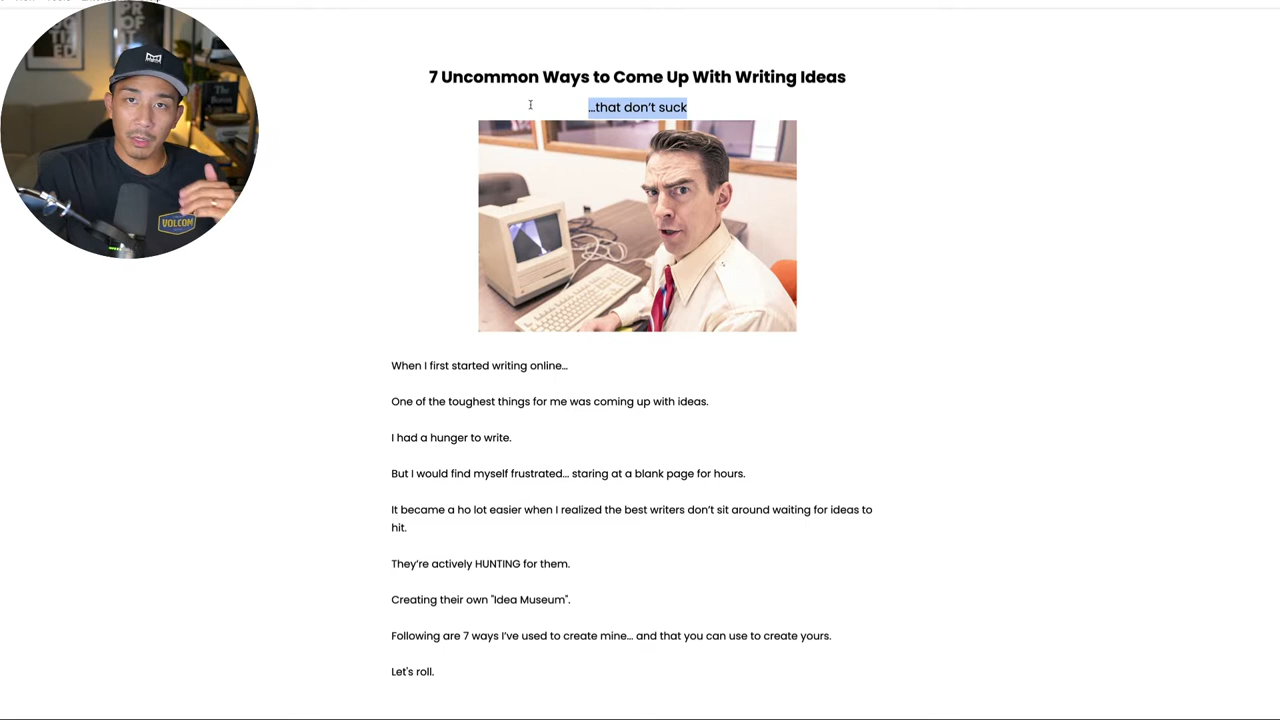 7 Uncommon Ways to Come Up With Writing Ideas
...that don't suck
When I first started writing online...
One of the toughest things for me was coming up with ideas.
I had a hunger to write.
But I would find myself frustrated... staring at a blank page for hours.
It became a ho lot easier when I realized the best writers don't sit around waiting for ideas to
hit.
They're actively HUNTING for them.
Creating their own "Idea Museum".
Following are 7 ways I've used to create mine... and that you can use to create yours.
Let's roll.
VOLCOM